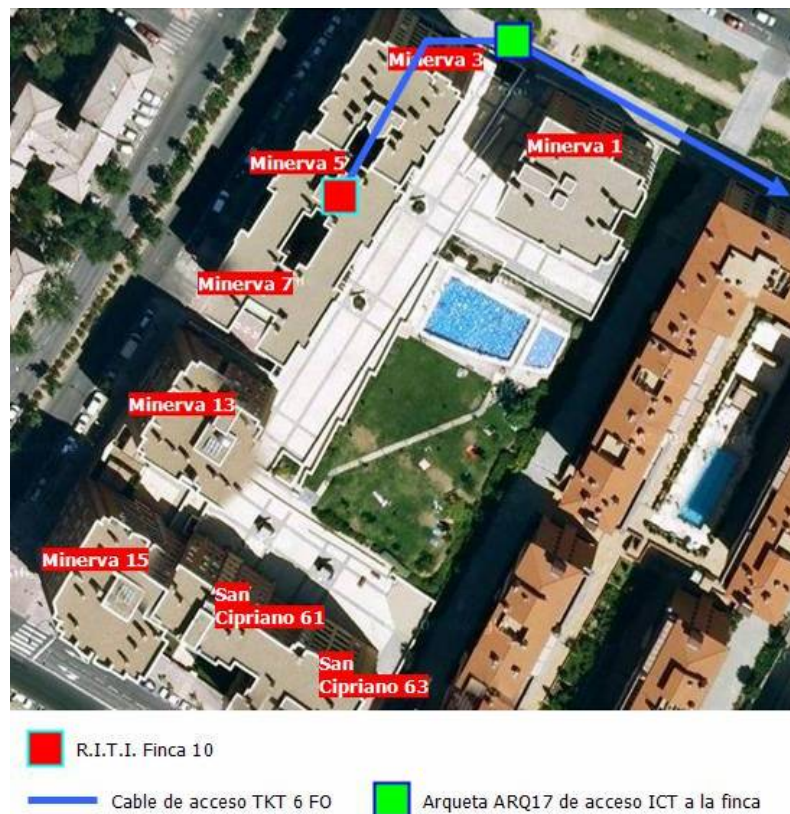 Minerva 3
Minerva 1
Minerva 5
Minerva 7
Minerva 13
Minerva 15
San
Cipriano 61
San
Cipriano 63
R.I.T.I. Finca 10
Cable de acceso TKT 6 FO
Arqueta ARQ17 de acceso ICT a la finca